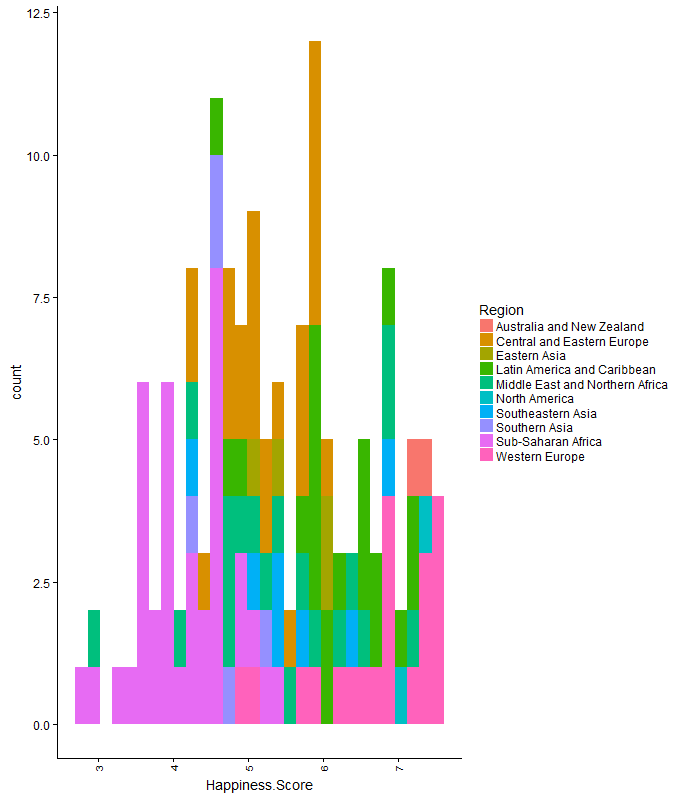 12.5
10.0
7.5
5.0
2.5
0.0
count
3
4
5
6
7
Happiness.Score
Region
Australia and New Zealand
Central and Eastern Europe
Eastern Asia
Latin America and Caribbean
Middle East and Northern Africa
North America
Southeastern Asia
Southern Asia
Sub-Saharan Africa
Western Europe